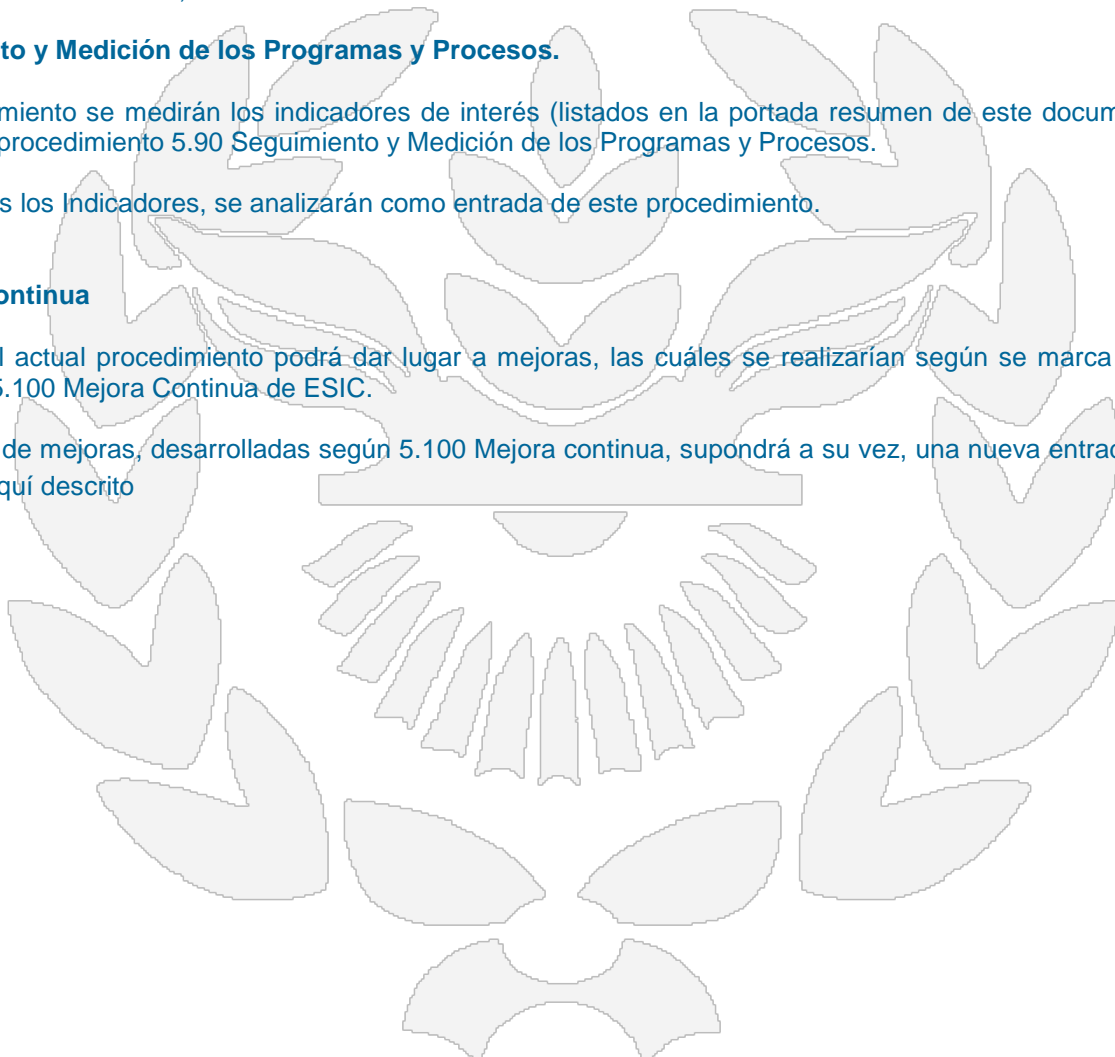 to y Medición de los Programas y Procesos.
miento se medirán los indicadores de interés (listados en la portada resumen de este docum
procedimiento 5.90 Seguimiento y Medición de los Programas y Procesos.
s los Indicadores, se analizarán como entrada de este procedimiento.
ontinua
l actual procedimiento podrá dar lugar a mejoras, las cuáles se realizarían según se marca
5.100 Mejora Continua de ESIC.
de mejoras, desarrolladas según 5.100 Mejora continua, supondrá a su vez, una nueva entrad
quí descrito